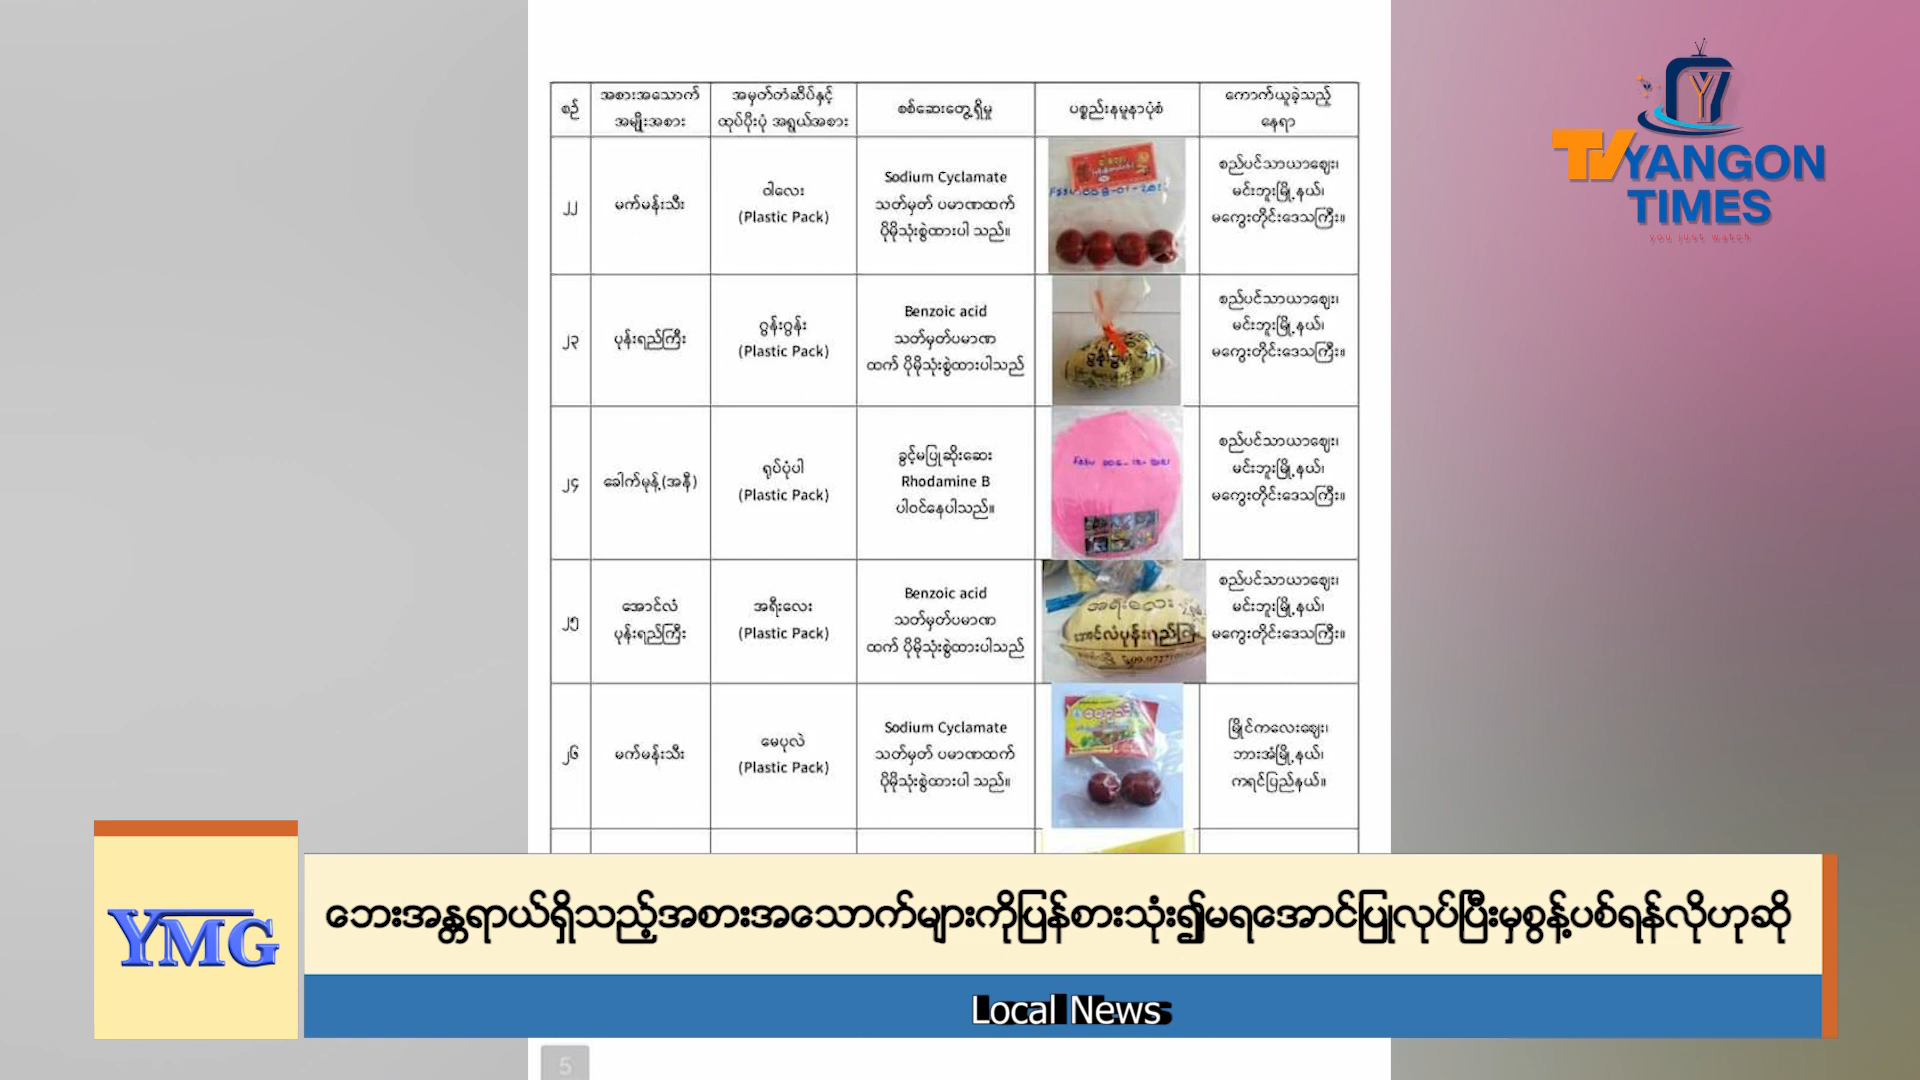 စဉ်
အစားအသောက်
အမျိုးအစား
အမှတ်တံဆိပ်နှင့်
ထုပ်ပိုးပုံ အရွယ်အစား
စစ်ဆေးတွေ့ရှိမှု
ပစ္စည်းနမူနာပုံစံ
ကောက်ယူခဲ့သည့်
နေရာ
၂၂
မက်မန်းသီး
ဝါလေး
(Plastic Pack)
Sodium Cyclamate
သတ်မှတ် ပမာဏထက်
ပိုမိုသုံးစွဲထားပါ သည်။
စည်ပင်သာယာဈေး၊
မင်းဘူးမြို့နယ်၊
မကွေးတိုင်းဒေသကြီး။
၂၃
ပုန်းရည်ကြီး
ဂွန်းဂွန်း
(Plastic Pack)
Benzoic acid
သတ်မှတ်ပမာဏ
ထက် ပိုမိုသုံးစွဲထားပါသည်
စည်ပင်သာယာဈေး၊
မင်းဘူးမြို့နယ်၊
မကွေးတိုင်းဒေသကြီး။
၂၄
ခေါက်မုန့်(အနီ)
ရုပ်ပုံပါ
(Plastic Pack)
ခွင့်မပြုဆိုးဆေး
Rhodamine B
ပါဝင်နေပါသည်။
စည်ပင်သာယာဈေး၊
မင်းဘူးမြို့နယ်၊
မကွေးတိုင်းဒေသကြီး။
၂၅
အောင်လံ
ပုန်းရည်ကြီး
အရီးလေး
(Plastic Pack)
Benzoic acid
သတ်မှတ်ပမာဏ
ထက် ပိုမိုသုံးစွဲထားပါသည်
အရီးလေး
အောင်လံပုန်းရည်ကြီး
စည်ပင်သာယာဈေး၊
မင်းဘူးမြို့နယ်၊
မကွေးတိုင်းဒေသကြီး။
၂၆
မက်မန်းသီး
မေပုလဲ
(Plastic Pack)
Sodium Cyclamate
သတ်မှတ် ပမာဏထက်
ပိုမိုသုံးစွဲထားပါ သည်။
မြိုင်ကလေးဈေး၊
ဘားအံမြို့နယ်၊
ကရင်ပြည်နယ်။
TV YANGON
TIMES
you just watch
YMG
ဘေးအန္တရာယ်ရှိသည့်အစားအသောက်များကိုပြန်စားသုံး၍မရအောင်ပြုလုပ်ပြီးမှစွန့်ပစ်ရန်လိုဟုဆို
Local News
5